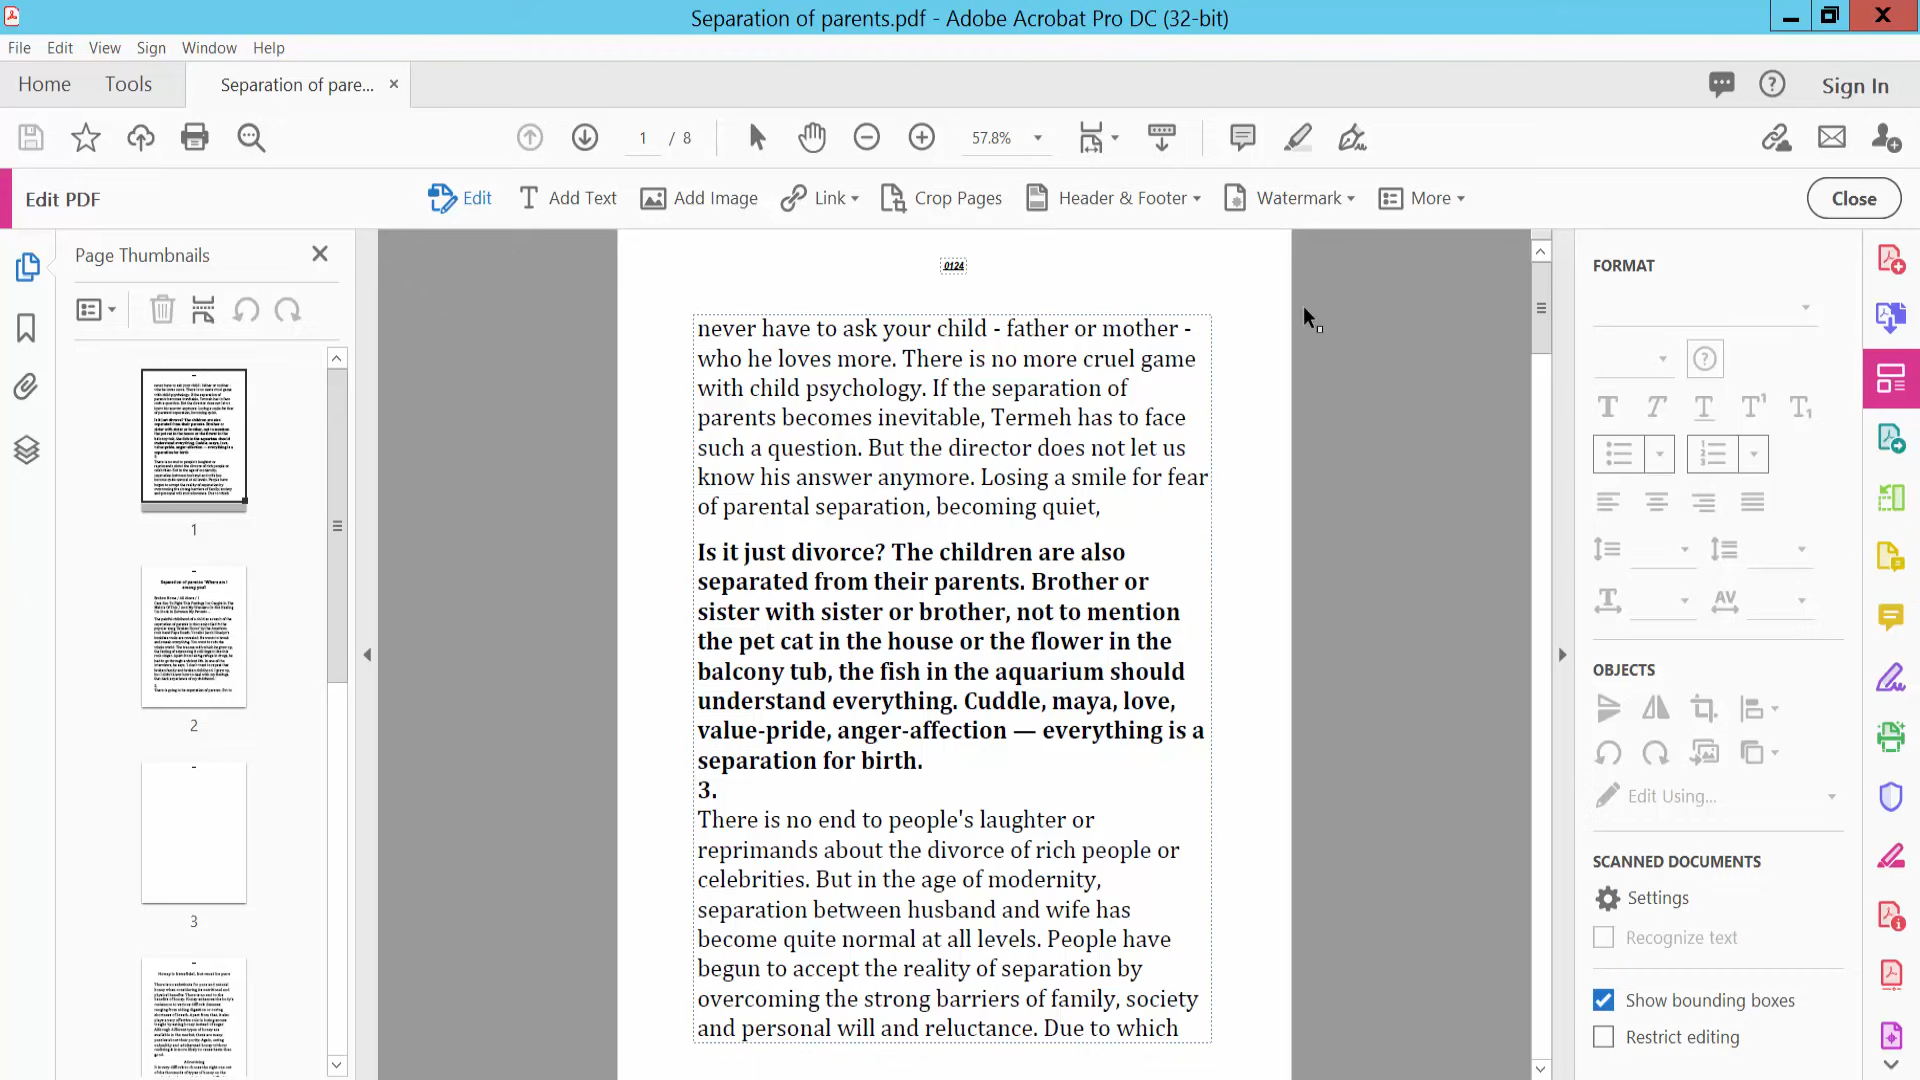 Separation of parents.pdf - Adobe Acrobat Pro DC (32-bit)
File Edit View Sign Window Help
Home Tools Separation of pare... Sign In
1 / 8 57.8%
Edit PDF Edit Add Text Add Image Link Crop Pages Header & Footer Watermark More Close
Page Thumbnails
1
2
3
0124
never have to ask your child - father or mother -
who he loves more. There is no more cruel game
with child psychology. If the separation of
parents becomes inevitable, Termeh has to face
such a question. But the director does not let us
know his answer anymore. Losing a smile for fear
of parental separation, becoming quiet,
Is it just divorce? The children are also
separated from their parents. Brother or
sister with sister or brother, not to mention
the pet cat in the house or the flower in the
balcony tub, the fish in the aquarium should
understand everything. Cuddle, maya, love,
value-pride, anger-affection — everything is a
separation for birth.
3.
There is no end to people's laughter or
reprimands about the divorce of rich people or
celebrities. But in the age of modernity,
separation between husband and wife has
become quite normal at all levels. People have
begun to accept the reality of separation by
overcoming the strong barriers of family, society
and personal will and reluctance. Due to which
FORMAT
OBJECTS
Edit Using...
SCANNED DOCUMENTS
Settings
Recognize text
Show bounding boxes
Restrict editing